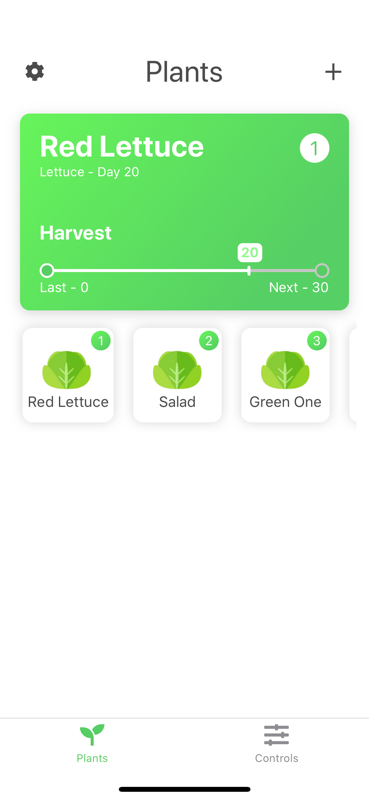 Plants
Red Lettuce
1
Lettuce - Day 20
Harvest
20
Last - 0
Next - 30
1
2
3
Red Lettuce
Salad
Green One
Plants
Controls